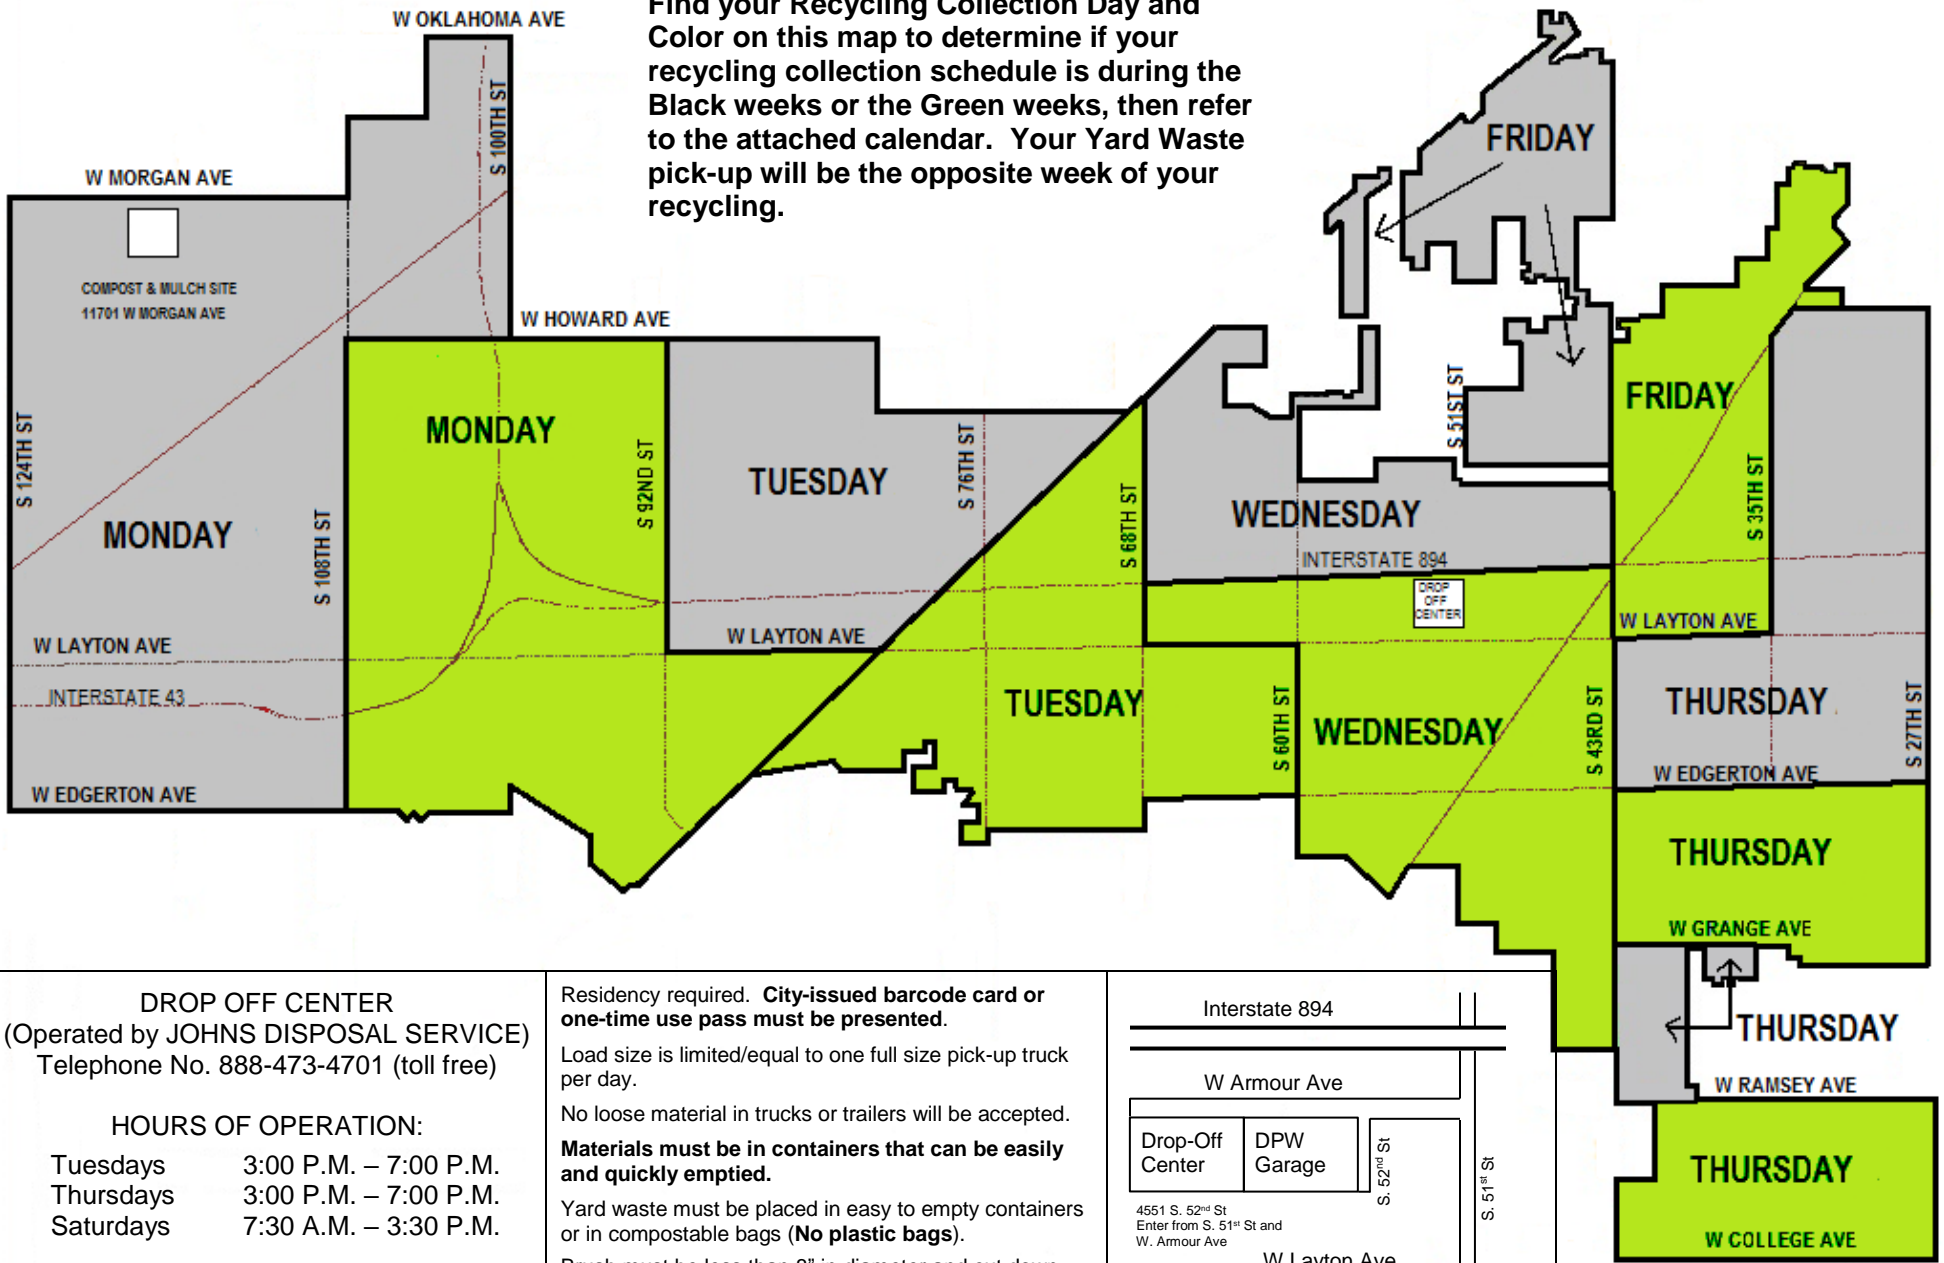 Find your Recycling Collection Day and
Color on this map to determine if your
recycling collection schedule is during the
Black weeks or the Green weeks, then refer
to the attached calendar.  Your Yard Waste
pick-up will be the opposite week of your
recycling.
W OKLAHOMA AVE
S 100TH ST
W MORGAN AVE
COMPOST & MULCH SITE
11701 W MORGAN AVE
W HOWARD AVE
FRIDAY
S 124TH ST
MONDAY
S 108TH ST
MONDAY
S 92ND ST
TUESDAY
S 76TH ST
S 68TH ST
WEDNESDAY
INTERSTATE 894
S 51ST ST
FRIDAY
S 35TH ST
DROP
OFF
CENTER
W LAYTON AVE
W LAYTON AVE
W LAYTON AVE
INTERSTATE 43
TUESDAY
S 60TH ST
WEDNESDAY
S 43RD ST
THURSDAY
S 27TH ST
W EDGERTON AVE
W EDGERTON AVE
THURSDAY
W GRANGE AVE
THURSDAY
W RAMSEY AVE
THURSDAY
W COLLEGE AVE
DROP OFF CENTER
(Operated by JOHNS DISPOSAL SERVICE)
Telephone No. 888-473-4701 (toll free)
HOURS OF OPERATION:
Tuesdays 3:00 P.M. – 7:00 P.M.
Thursdays 3:00 P.M. – 7:00 P.M.
Saturdays 7:30 A.M. – 3:30 P.M.
Residency required.  City-issued barcode card or
one-time use pass must be presented.
Load size is limited/equal to one full size pick-up truck
per day.
No loose material in trucks or trailers will be accepted.
Materials must be in containers that can be easily
and quickly emptied.
Yard waste must be placed in easy to empty containers
or in compostable bags (No plastic bags).
Brush must be less than 8" in diameter and cut down
Interstate 894
W Armour Ave
Drop-Off
Center
DPW
Garage
S. 52nd St
S. 51st St
4551 S. 52nd St
Enter from S. 51st St and
W. Armour Ave
W Layton Ave